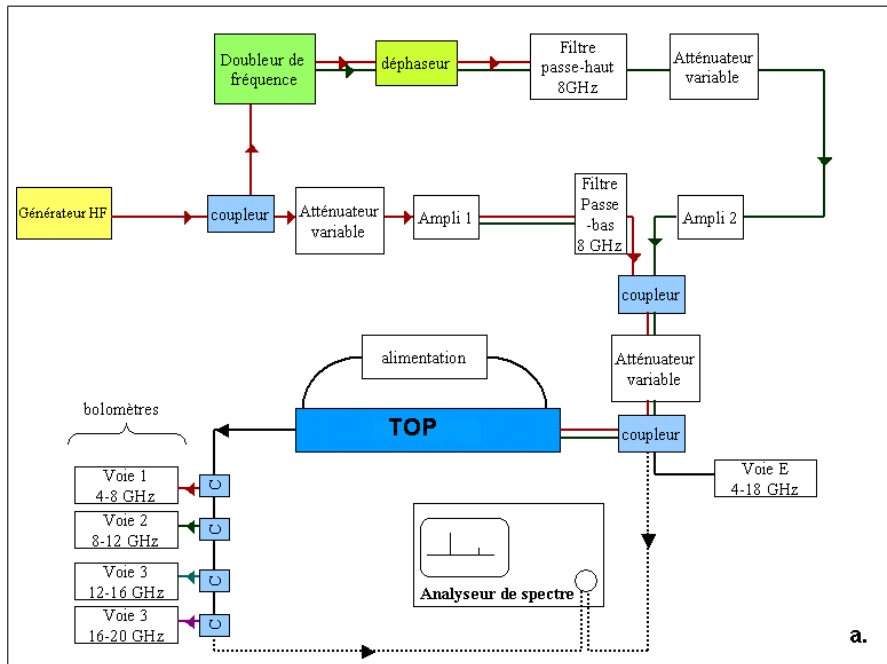 Doubleur de
fréquence
déphaseur
Filtre
passe-haut
8GHz
Atténuateur
variable
Générateur HF
coupleur
Atténuateur
variable
Ampli 1
Filtre
Passe
-bas
8 GHz
Ampli 2
coupleur
alimentation
Atténuateur
variable
TOP
coupleur
bolomètres
Voie E
4-18 GHz
Voie 1
4-8 GHz
C
Voie 2
8-12 GHz
C
Voie 3
12-16 GHz
C
Voie 3
16-20 GHz
C
Analyseur de spectre
a.